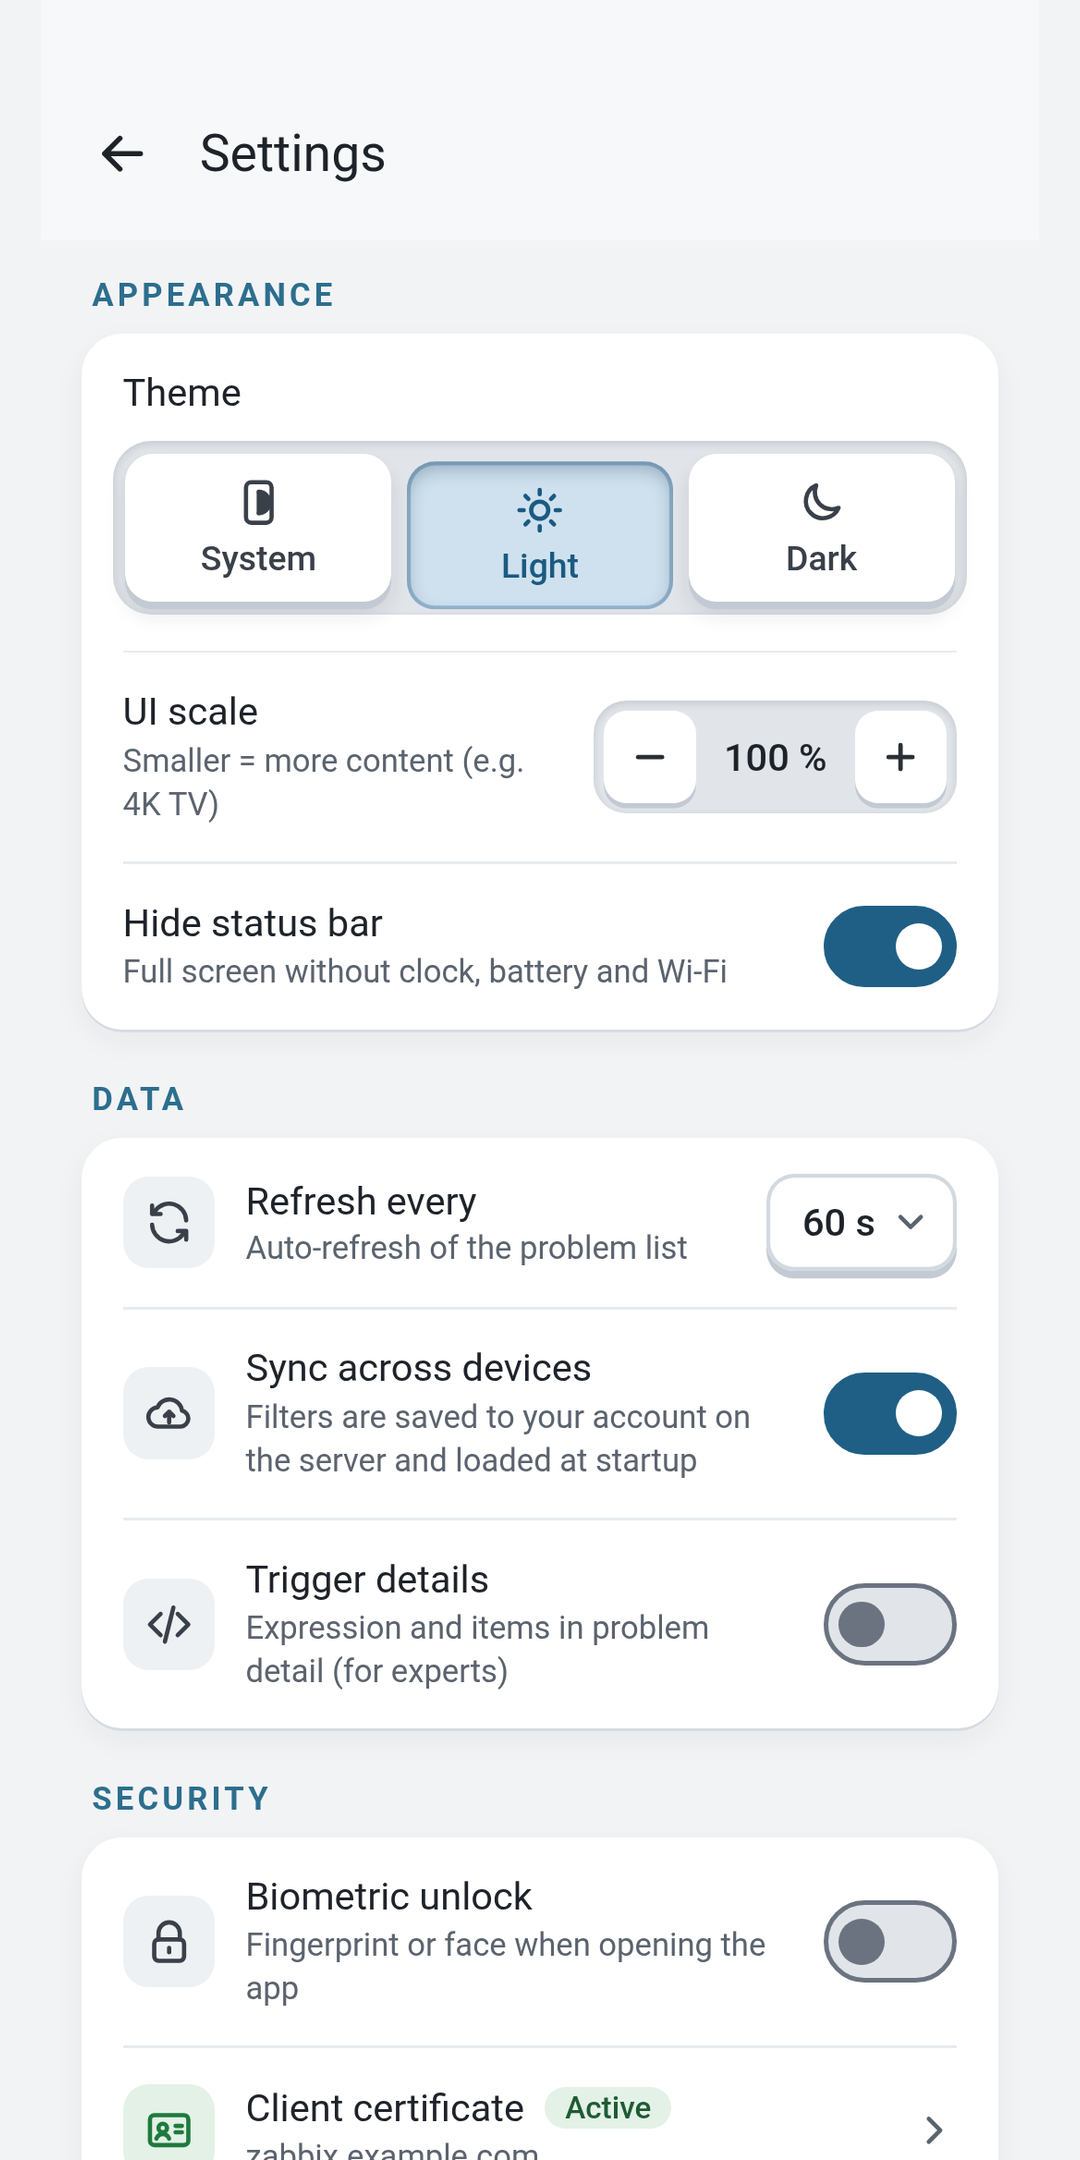 Settings
APPEARANCE
Theme
System
Light
Dark
UI scale
Smaller = more content (e.g.
4K TV)
100 %
Hide status bar
Full screen without clock, battery and Wi-Fi
DATA
Refresh every
Auto-refresh of the problem list
60 s
Sync across devices
Filters are saved to your account on
the server and loaded at startup
Trigger details
Expression and items in problem
detail (for experts)
SECURITY
Biometric unlock
Fingerprint or face when opening the
app
Client certificate
Active
zabbix.example.com